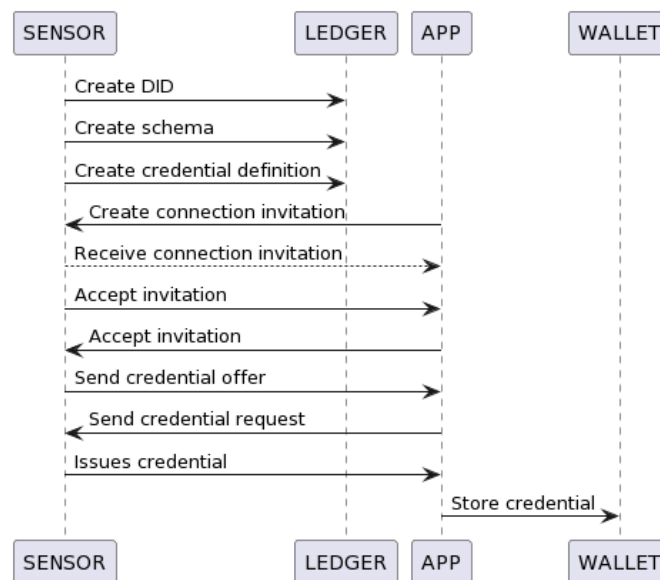 SENSOR LEDGER APP WALLET
Create DID
Create schema
Create credential definition
Create connection invitation
Receive connection invitation
Accept invitation
Accept invitation
Send credential offer
Send credential request
Issues credential
Store credential
SENSOR LEDGER APP WALLET